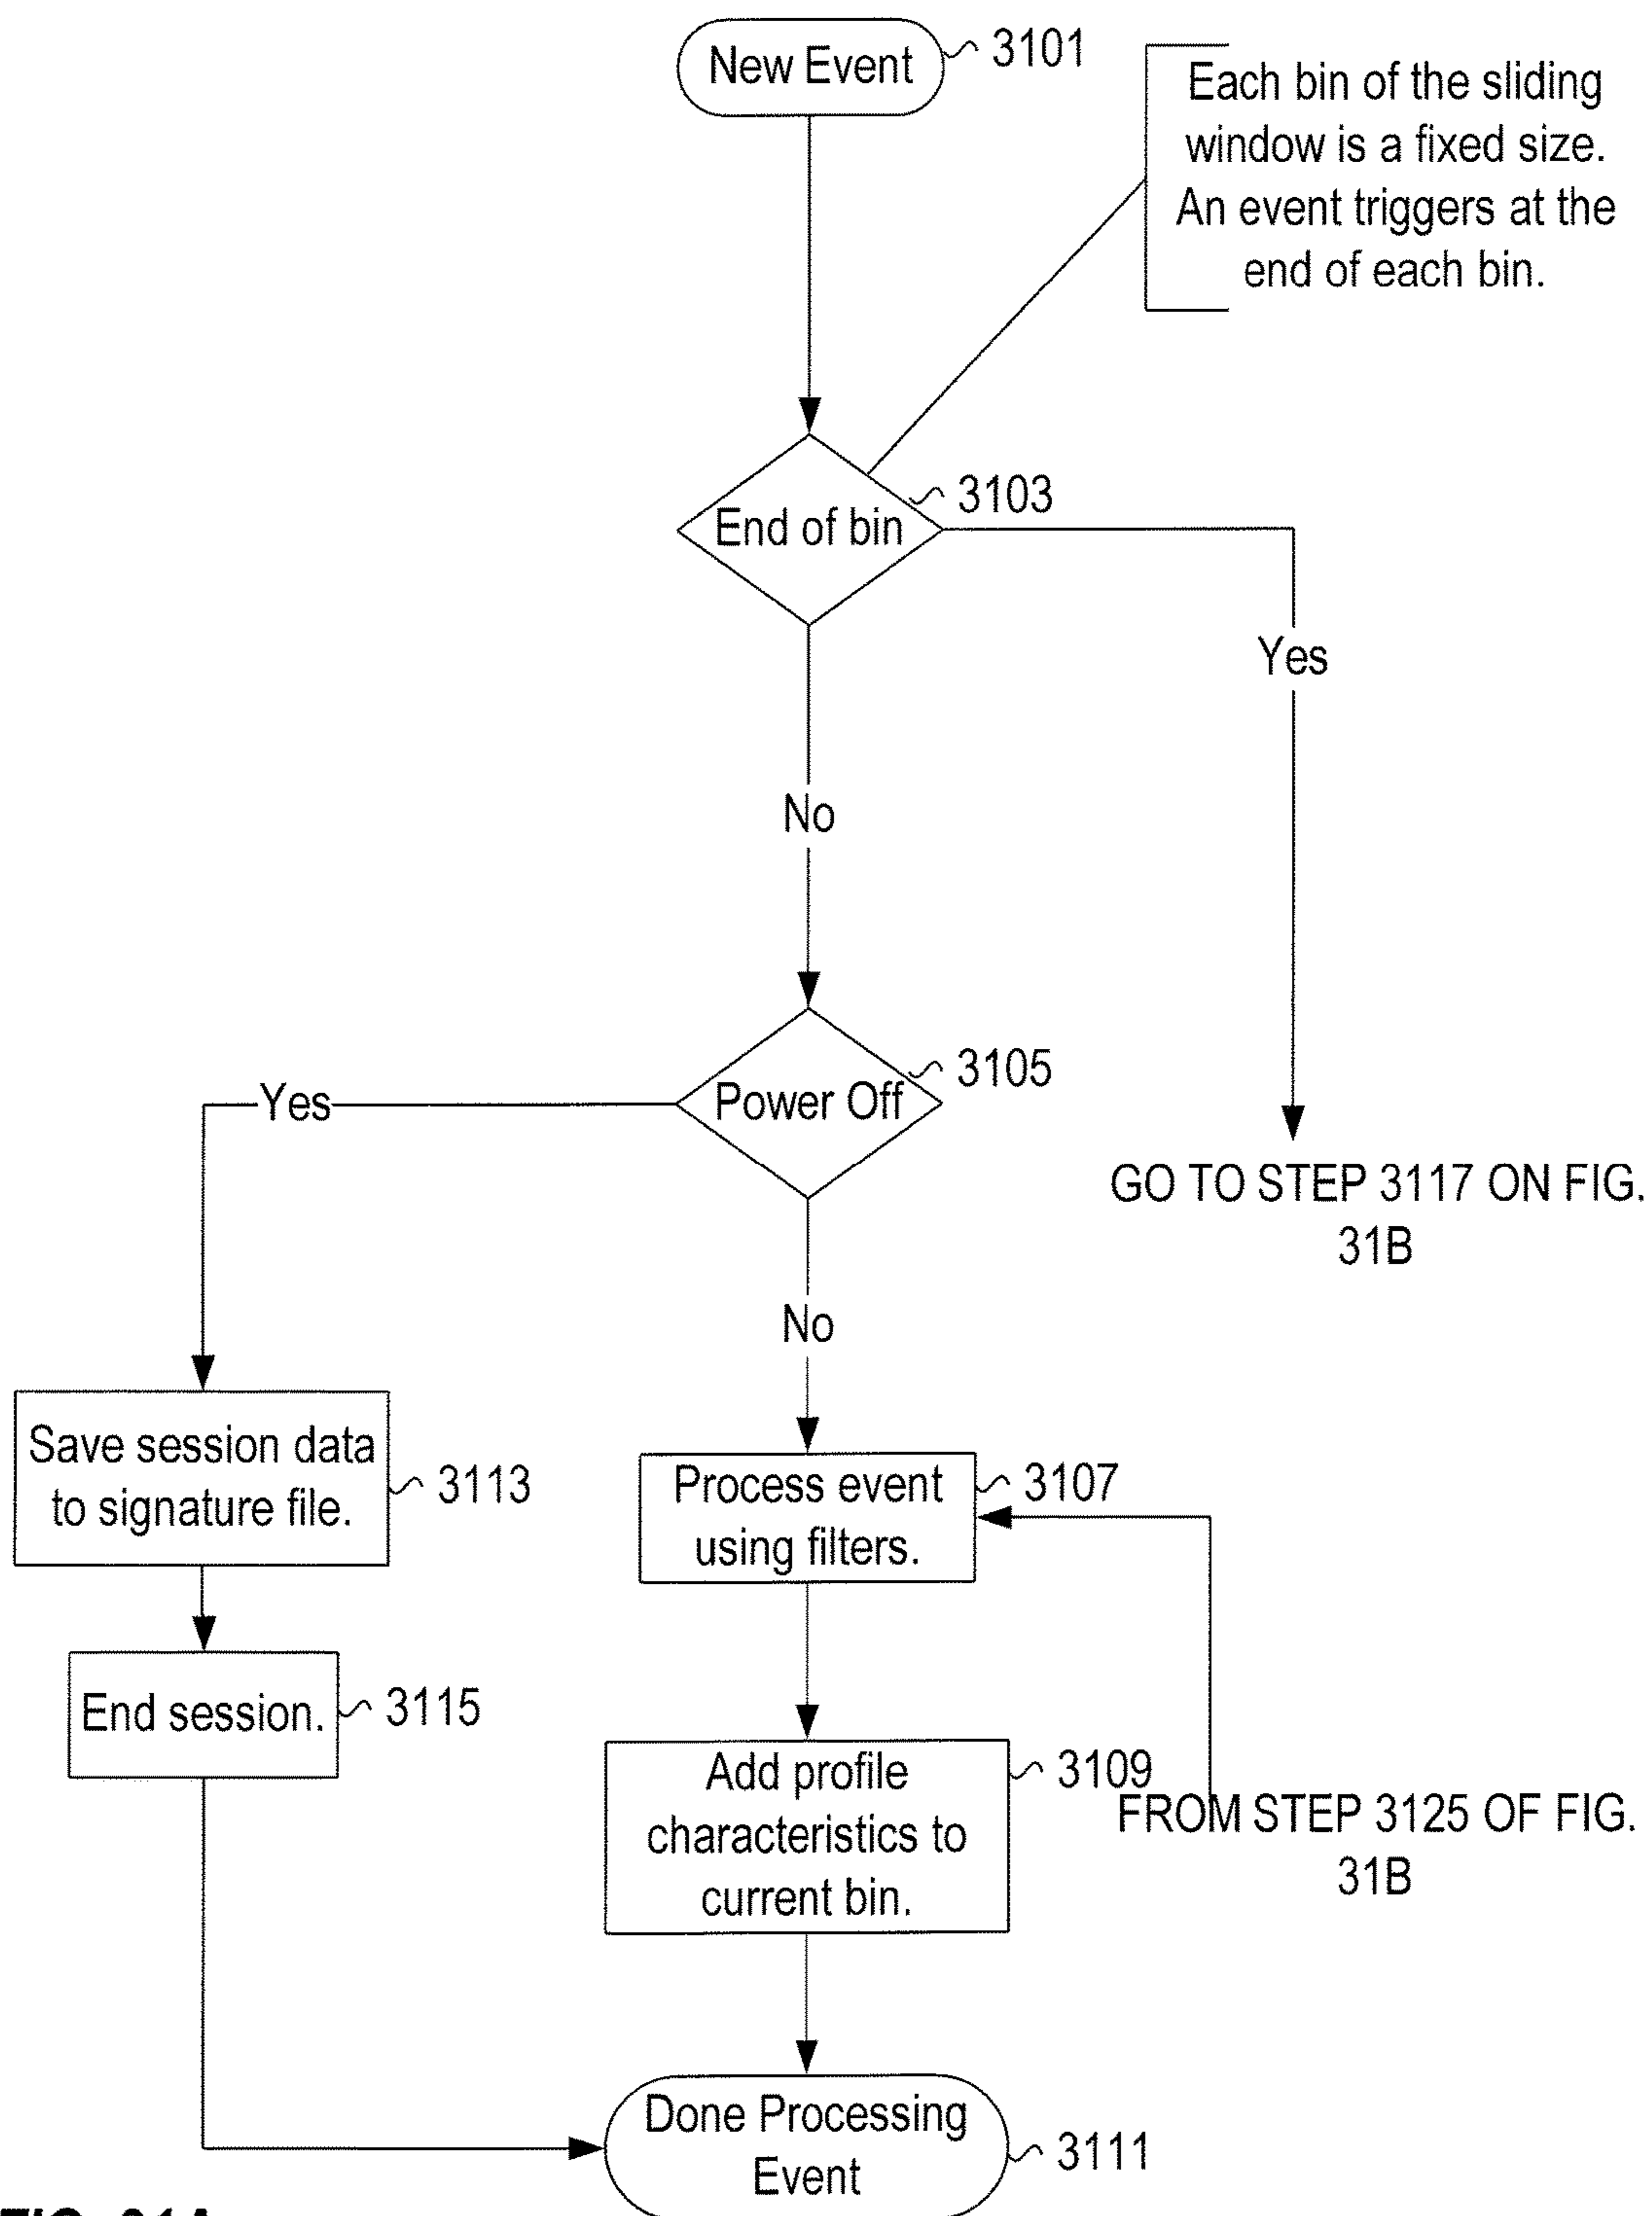 New Event
3101
Each bin of the sliding
window is a fixed size.
An event triggers at the
end of each bin.
3103
End of bin
Yes
No
3105
Power Off
Yes
GO TO STEP 3117 ON FIG.
31B
No
Save session data
to signature file.
3113
Process event
using filters.
3107
End session.
3115
Add profile
characteristics to
current bin.
3109
FROM STEP 3125 OF FIG.
31B
Done Processing
Event
3111